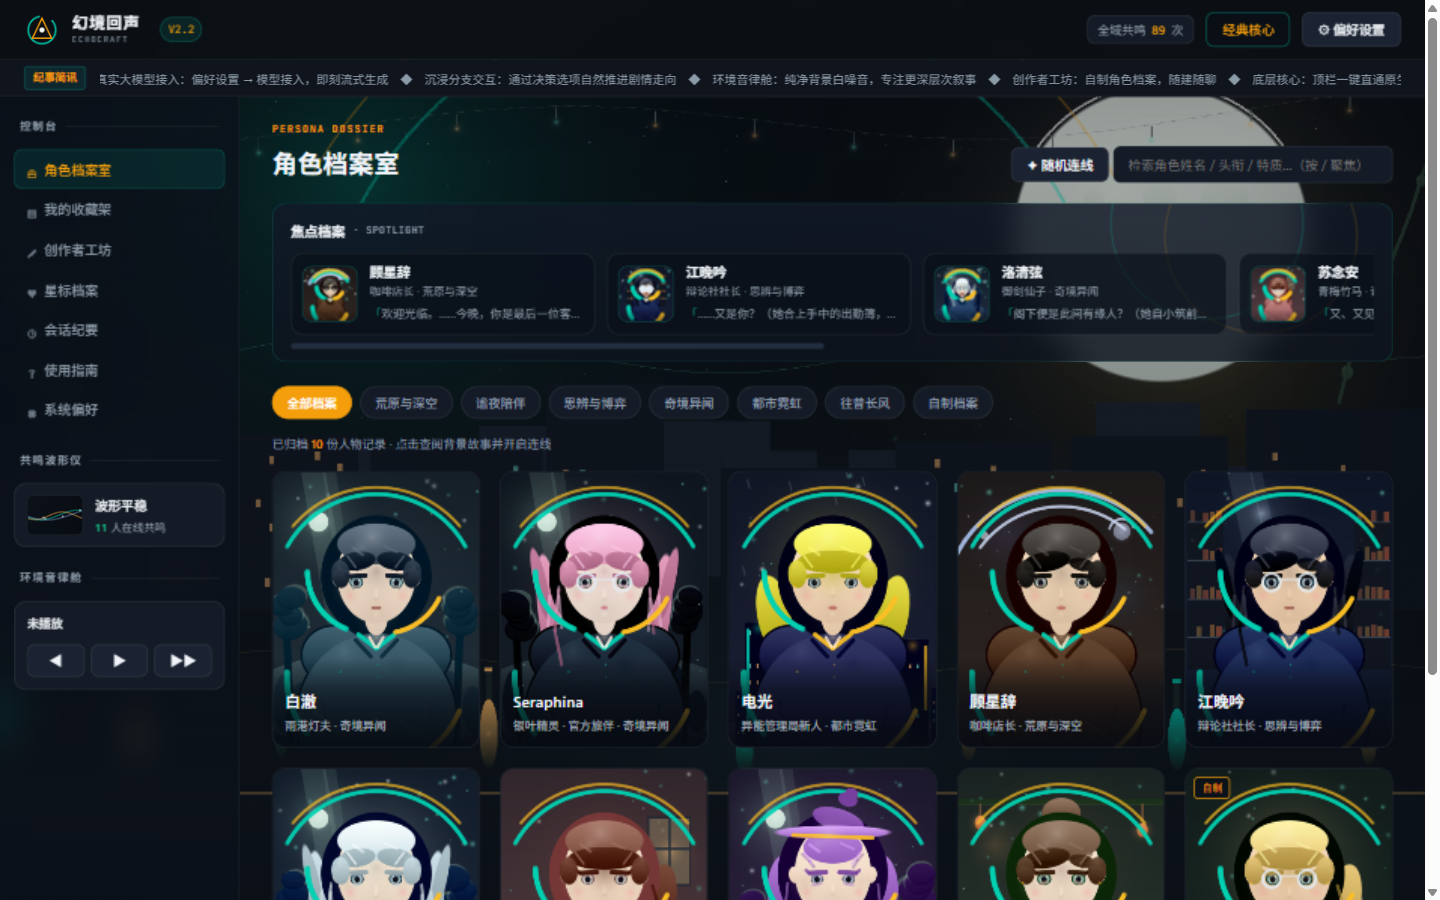 幻境回声
ECHOCRAFT
V2.2
全域共鸣 89 次
经典核心
⚙ 偏好设置
纪事简讯
真实大模型接入：偏好设置 → 模型接入，即刻流式生成 ◆ 沉浸分支交互：通过决策选项自然推进剧情走向 ◆ 环境音律舱：纯净背景白噪音，专注更深层次叙事 ◆ 创作者工坊：自制角色档案，随建随聊 ◆ 底层核心：顶栏一键直通原生
控制台
角色档案室
我的收藏架
创作者工坊
星标档案
会话纪要
使用指南
系统偏好
共鸣波形仪
波形平稳
11 人在线共鸣
环境音律舱
未播放
PERSONA DOSSIER
角色档案室
✦ 随机连线
检索角色姓名 / 头衔 / 特质…（按 / 聚焦）
焦点档案 · SPOTLIGHT
顾星辞
咖啡店长 · 荒原与深空
「欢迎光临。……今晚，你是最后一位客…
江晚吟
辩论社社长 · 思辨与博弈
「……又是你？（她合上手中的出勤簿，…
洛清弦
御剑仙子 · 奇境异闻
「阁下便是此间有缘人？（她自小筑前…
苏念安
青梅竹马 ·
「又、又见
全部档案
荒原与深空
谧夜陪伴
思辨与博弈
奇境异闻
都市霓虹
往昔长风
自制档案
已归档 10 份人物记录 · 点击查阅背景故事并开启连线
白澈
雨港灯夫 · 奇境异闻
Seraphina
银叶精灵 · 官方旅伴 · 奇境异闻
电光
异能管理局新人 · 都市霓虹
顾星辞
咖啡店长 · 荒原与深空
江晚吟
辩论社社长 · 思辨与博弈
自制